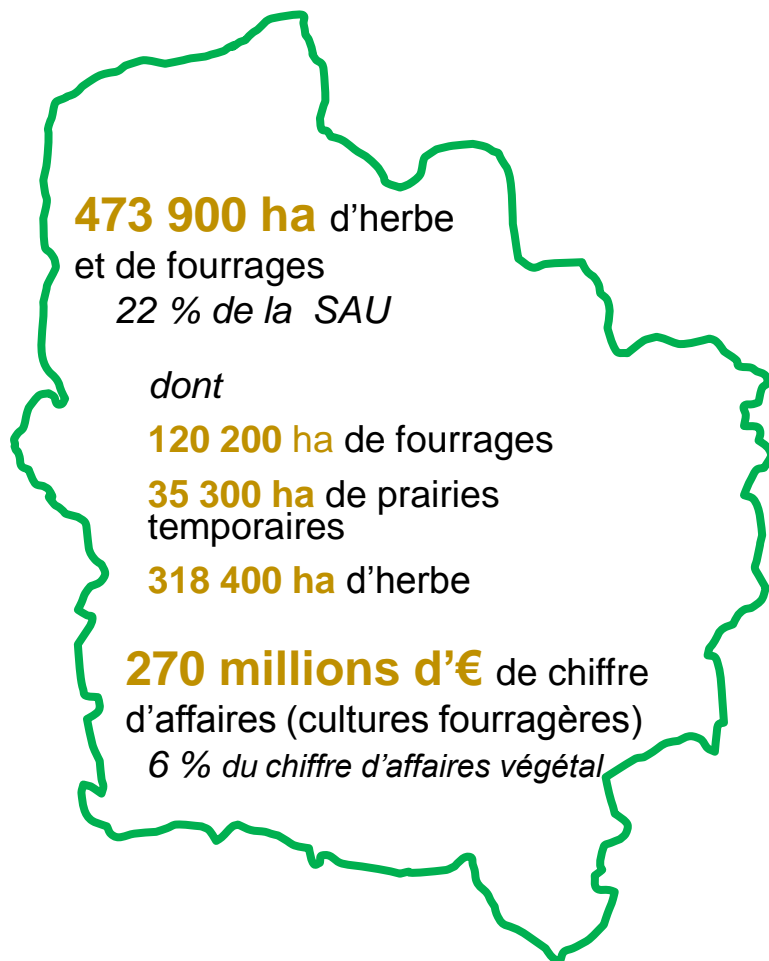 473 900 ha d’herbe
et de fourrages
22 % de la SAU
dont
120 200 ha de fourrages
35 300 ha de prairies
temporaires
318 400 ha d’herbe
270 millions d’€ de chiffre
d’affaires (cultures fourragères)
6 % du chiffre d’affaires végétal